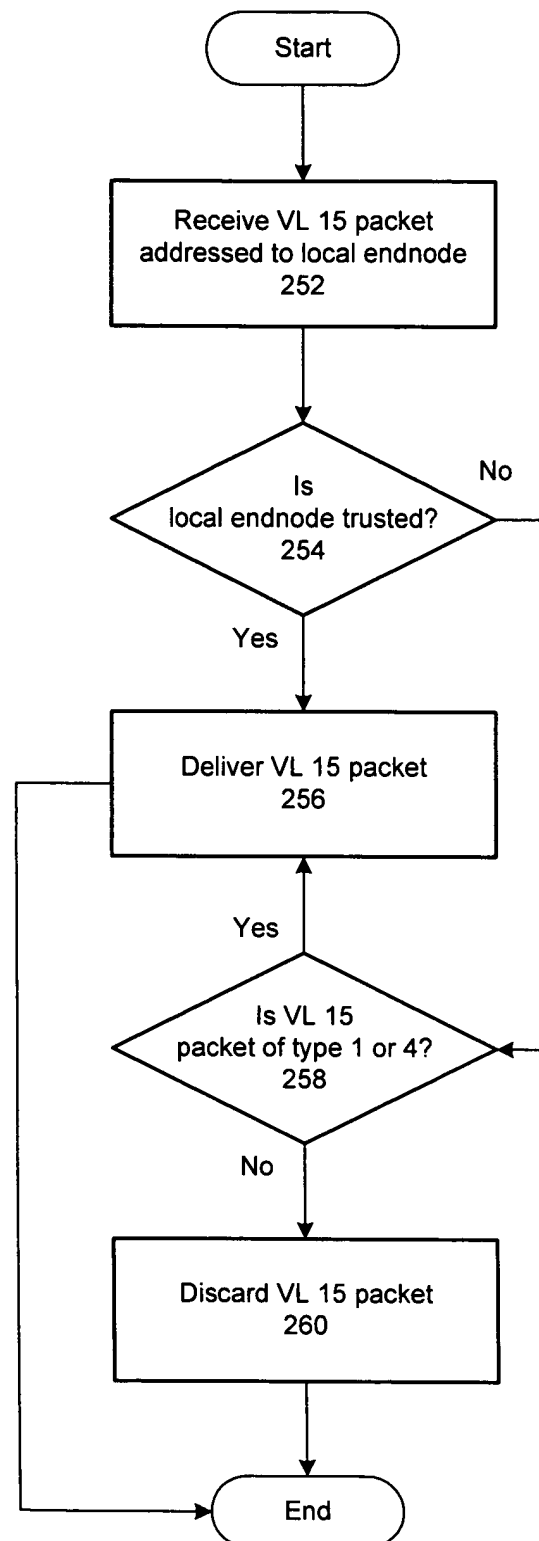 Start
Receive VL 15 packet
addressed to local endnode
252
Is
local endnode trusted?
254
No
Yes
Deliver VL 15 packet
256
Yes
Is VL 15
packet of type 1 or 4?
258
No
Discard VL 15 packet
260
End